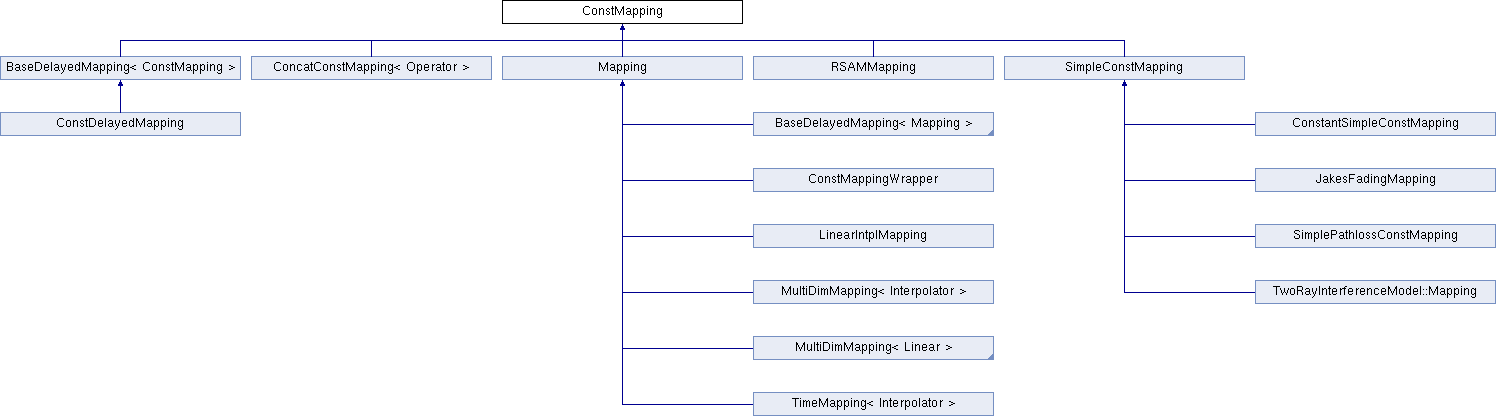 ConstMapping
BaseDelayedMapping< ConstMapping >
ConcatConstMapping< Operator >
Mapping
RSAMMapping
SimpleConstMapping
ConstDelayedMapping
BaseDelayedMapping< Mapping >
ConstantSimpleConstMapping
ConstMappingWrapper
JakesFadingMapping
LinearIntplMapping
SimplePathlossConstMapping
MultiDimMapping< Interpolator >
TwoRayInterferenceModel::Mapping
MultiDimMapping< Linear >
TimeMapping< Interpolator >